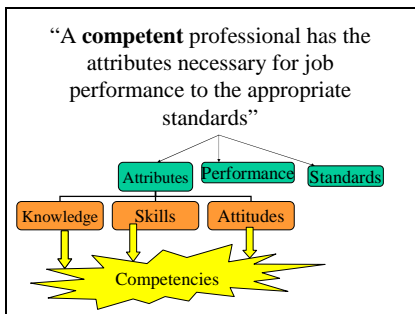 “A competent professional has the
attributes necessary for job
performance to the appropriate
standards”
Attributes
Performance
Standards
Knowledge
Skills
Attitudes
Competencies